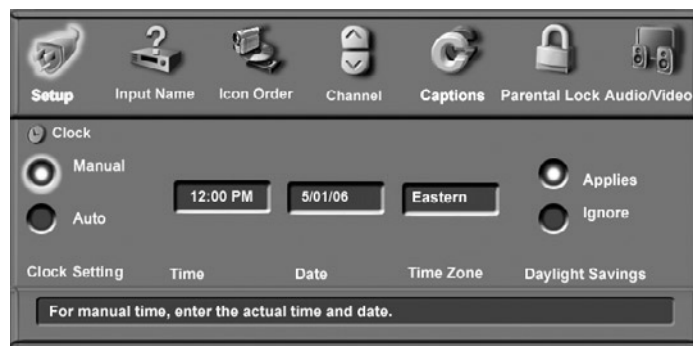 Setup Input Name Icon Order Channel Captions Parental Lock Audio/Video
Clock
Manual
12:00 PM 5/01/06 Eastern
Applies
Auto
Ignore
Clock Setting Time Date Time Zone Daylight Savings
For manual time, enter the actual time and date.